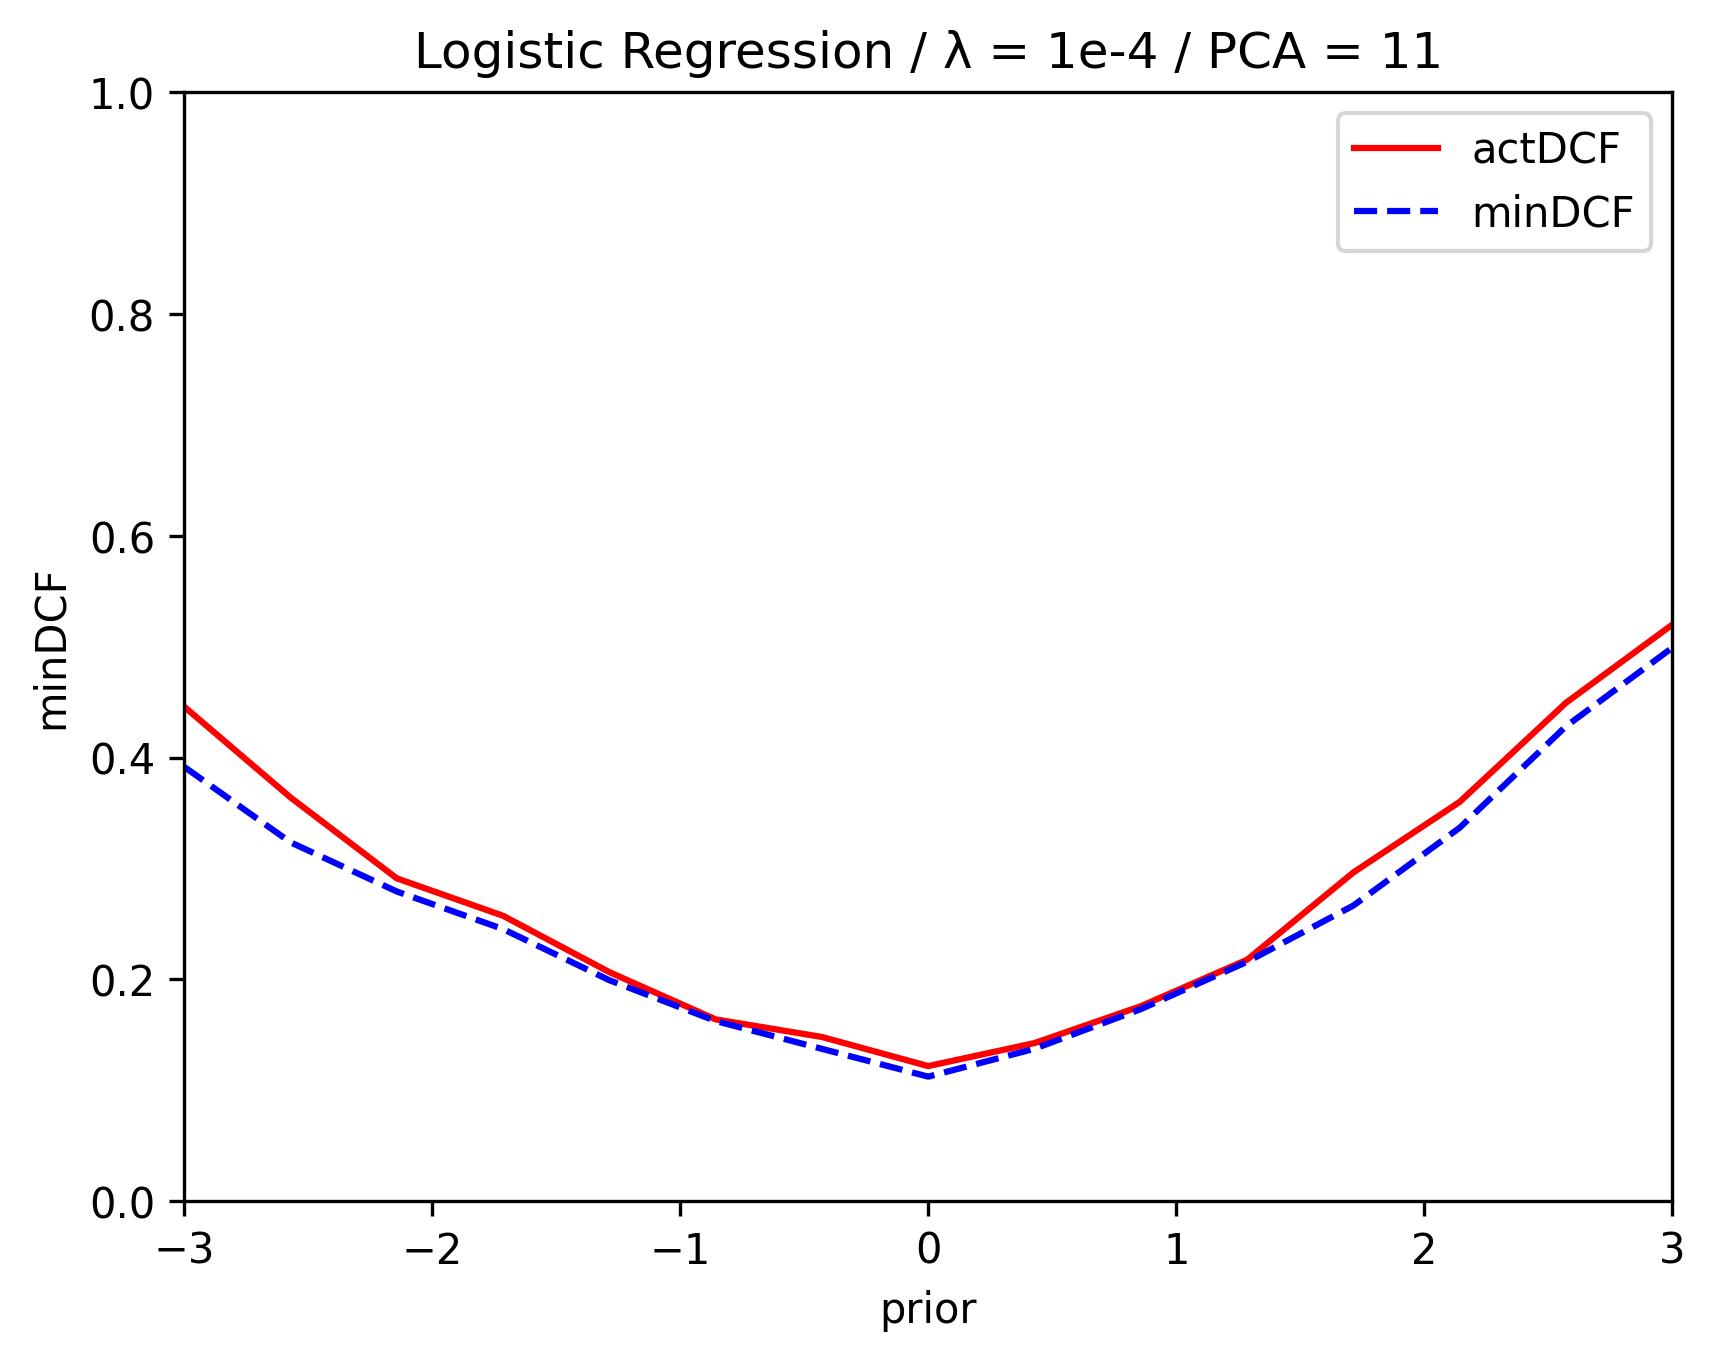 Logistic Regression / λ = 1e-4 / PCA = 11
1.0
0.8
0.6
0.4
0.2
0.0
minDCF
actDCF
minDCF
−3 −2 −1 0 1 2 3
prior